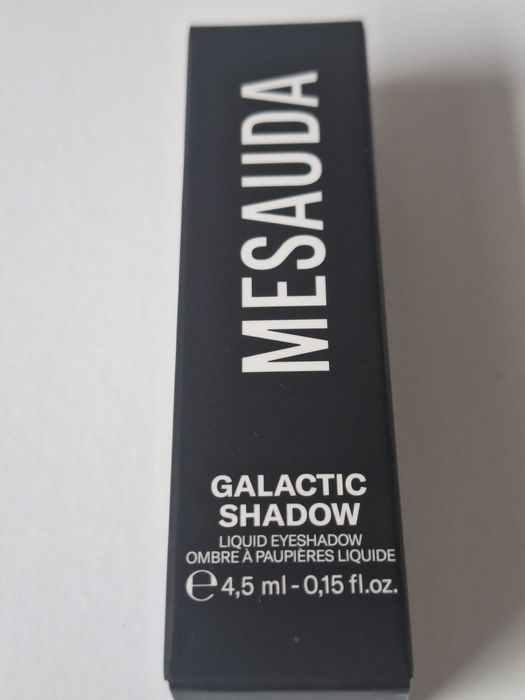 MESAUDA
GALACTIC
SHADOW
LIQUID EYESHADOW
OMBRE À PAUPIÈRES LIQUIDE
℮ 4,5 ml - 0,15 fl.oz.